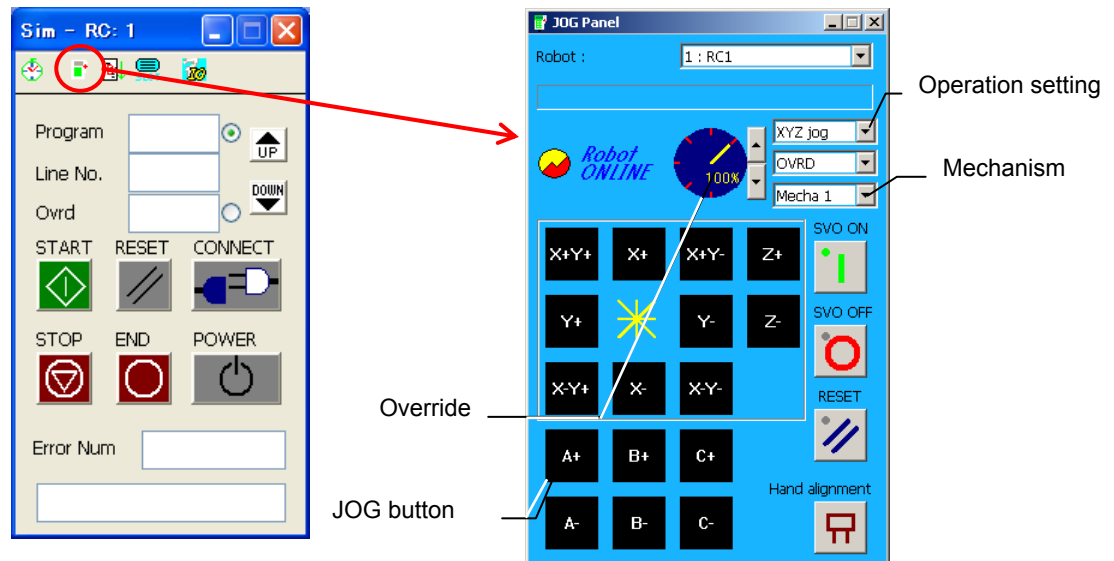 Sim - RC: 1
Program
Line No.
Ovrd
UP
DOWN
START RESET CONNECT
STOP END POWER
Error Num
JOG Panel
Robot :
1 : RC1
Robot
ONLINE
100%
XYZ jog
OVRD
Mecha 1
X+Y+ X+ X+Y- Z+
Y+ Y- Z-
X-Y+ X- X-Y-
A+ B+ C+
A- B- C-
SVO ON
SVO OFF
RESET
Hand alignment
Operation setting
Mechanism
Override
JOG button